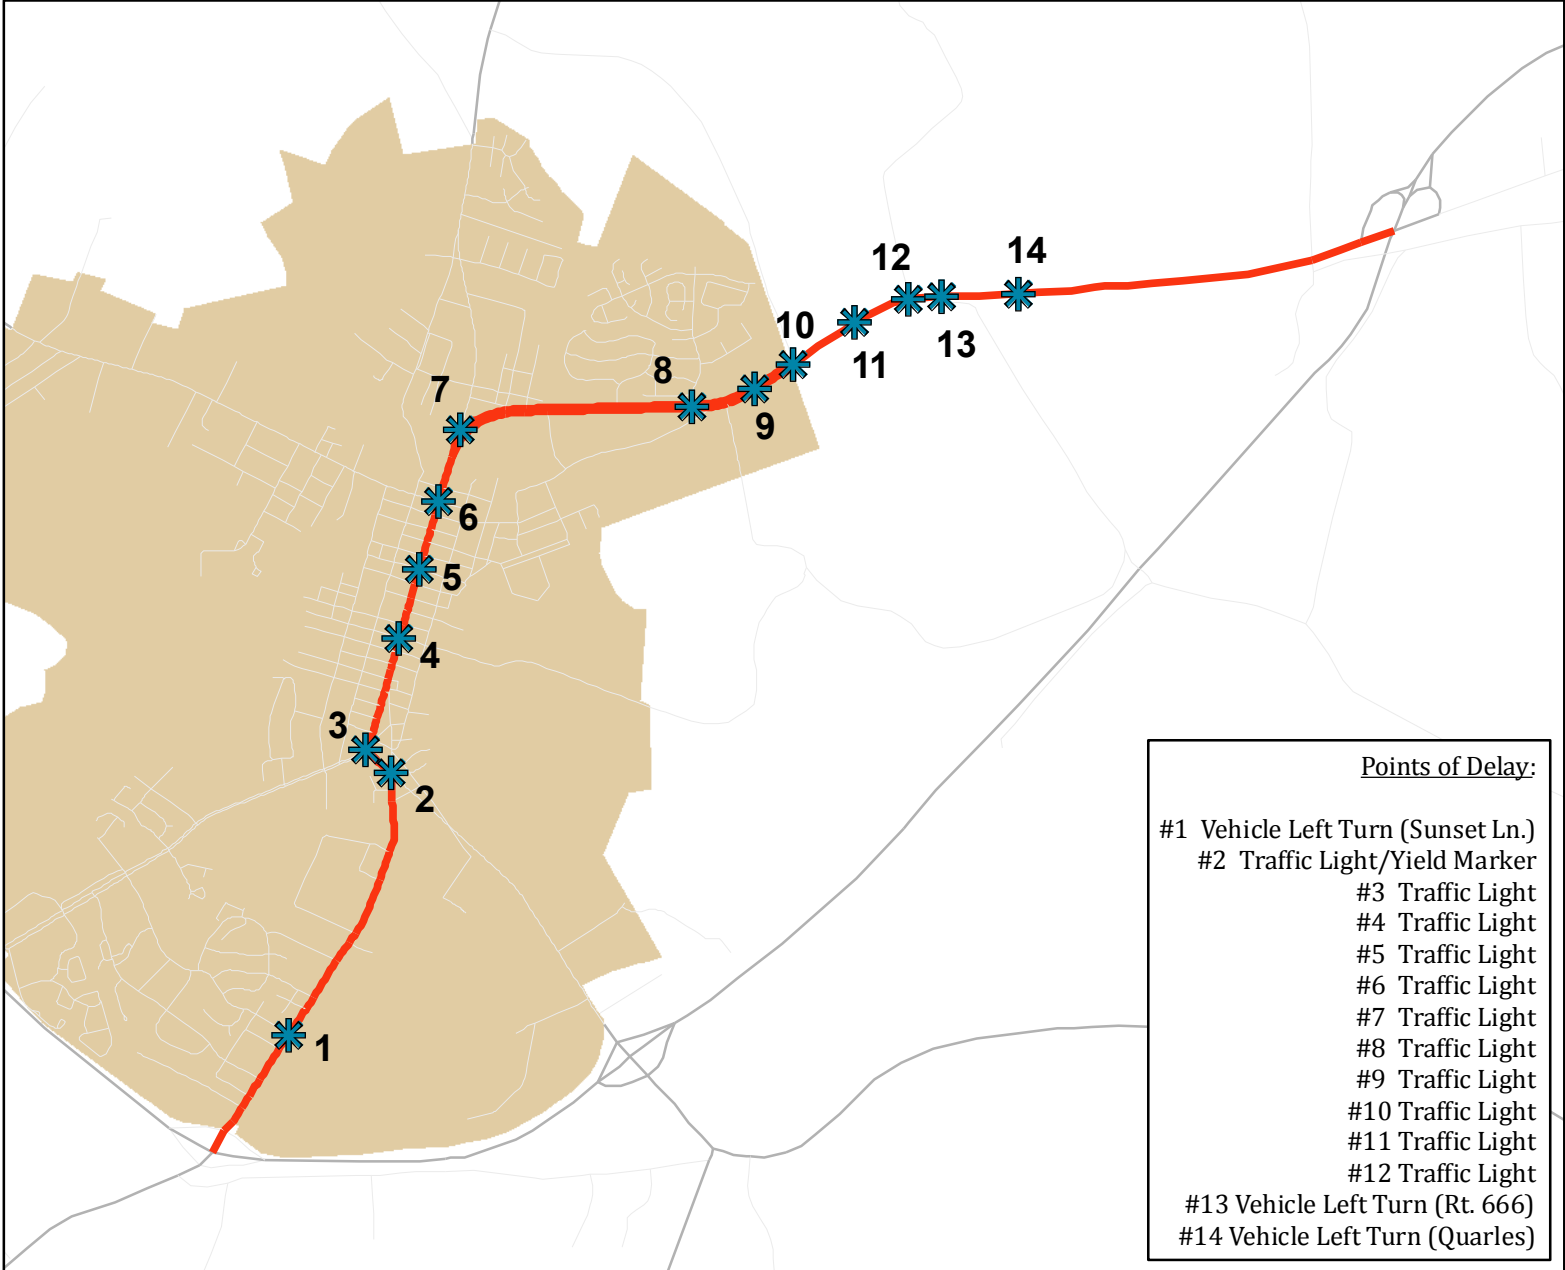 12
14
10
13
11
8
7
9
6
5
4
3
2
1
Points of Delay:
#1 Vehicle Left Turn (Sunset Ln.)
#2 Traffic Light/Yield Marker
#3 Traffic Light
#4 Traffic Light
#5 Traffic Light
#6 Traffic Light
#7 Traffic Light
#8 Traffic Light
#9 Traffic Light
#10 Traffic Light
#11 Traffic Light
#12 Traffic Light
#13 Vehicle Left Turn (Rt. 666)
#14 Vehicle Left Turn (Quarles)